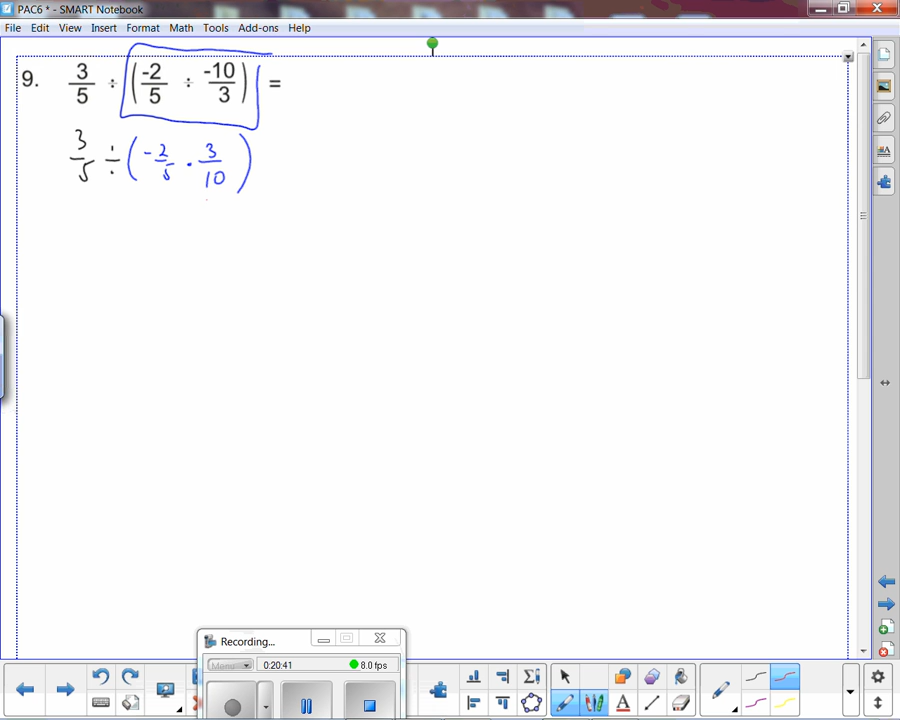 PAC6 * - SMART Notebook
File Edit View Insert Format Math Tools Add-ons Help
9. 3/5 ÷ (-2/5 ÷ -10/3) =
3/5 ÷ (-2/5 · 3/10)
Recording...
Menu 0:20:41 8.0 fps